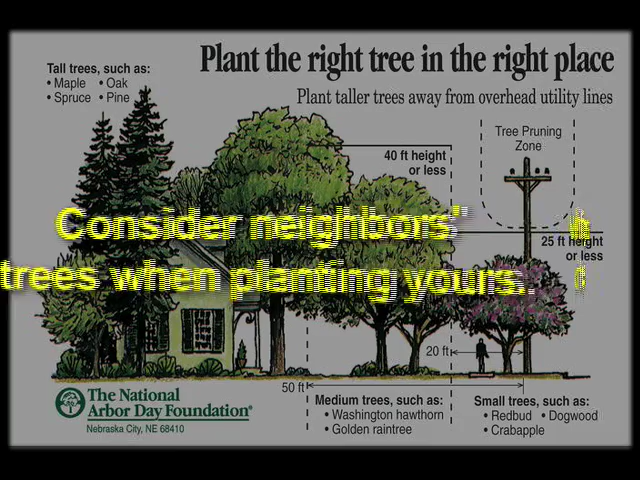 Plant the right tree in the right place
Plant taller trees away from overhead utility lines
Tall trees, such as:
• Maple • Oak
• Spruce • Pine
Tree Pruning
Zone
40 ft height
or less
Consider neighbors'
25 ft height
or less
trees when planting yours.
20 ft
50 ft
The National
Arbor Day Foundation®
Nebraska City, NE 68410
Medium trees, such as:
• Washington hawthorn
• Golden raintree
Small trees, such as:
• Redbud • Dogwood
• Crabapple